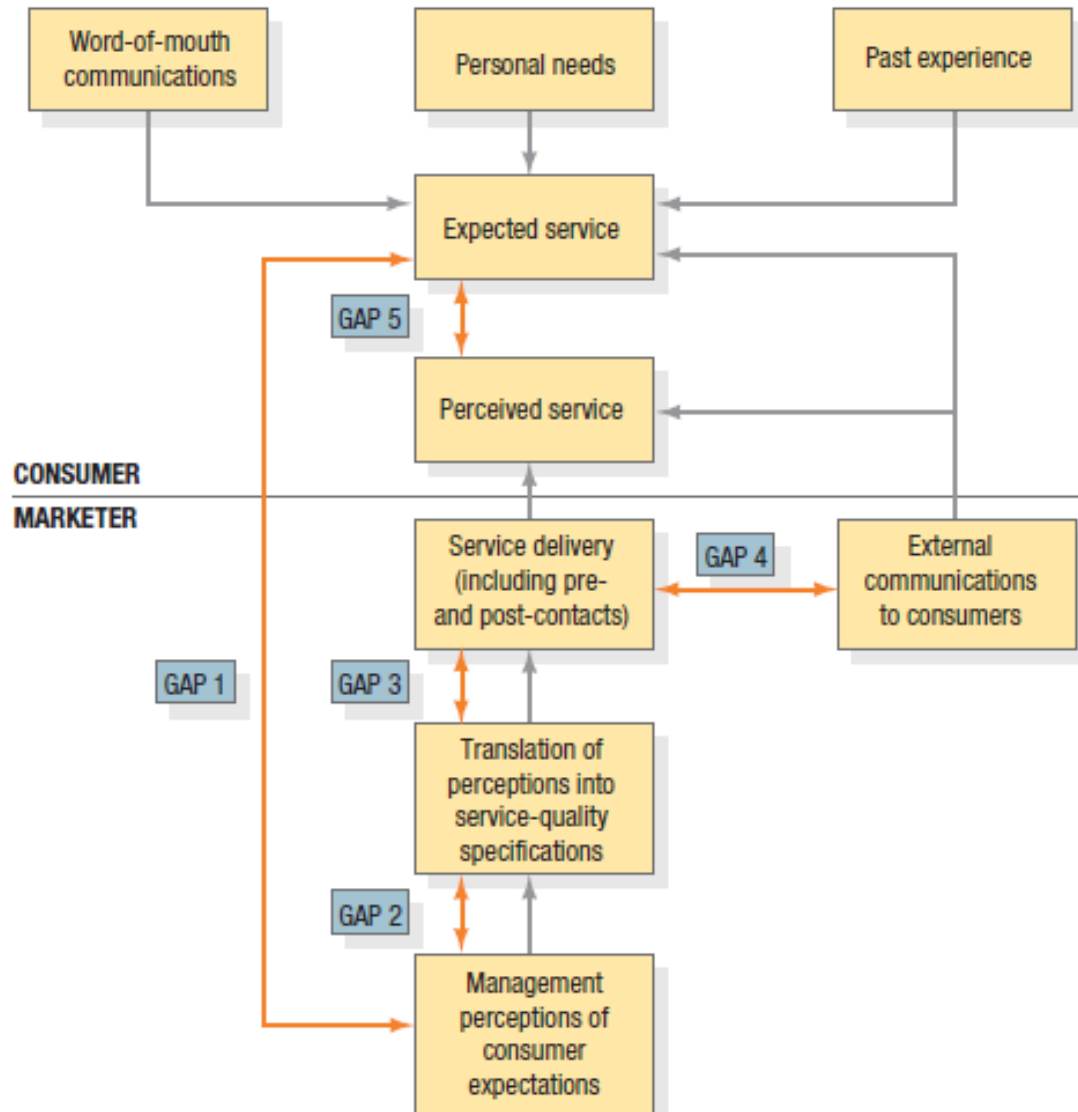 Word-of-mouth
communications
Personal needs
Past experience
Expected service
GAP 5
Perceived service
CONSUMER
MARKETER
Service delivery
(including pre-
and post-contacts)
GAP 4
External
communications
to consumers
GAP 1
GAP 3
Translation of
perceptions into
service-quality
specifications
GAP 2
Management
perceptions of
consumer
expectations